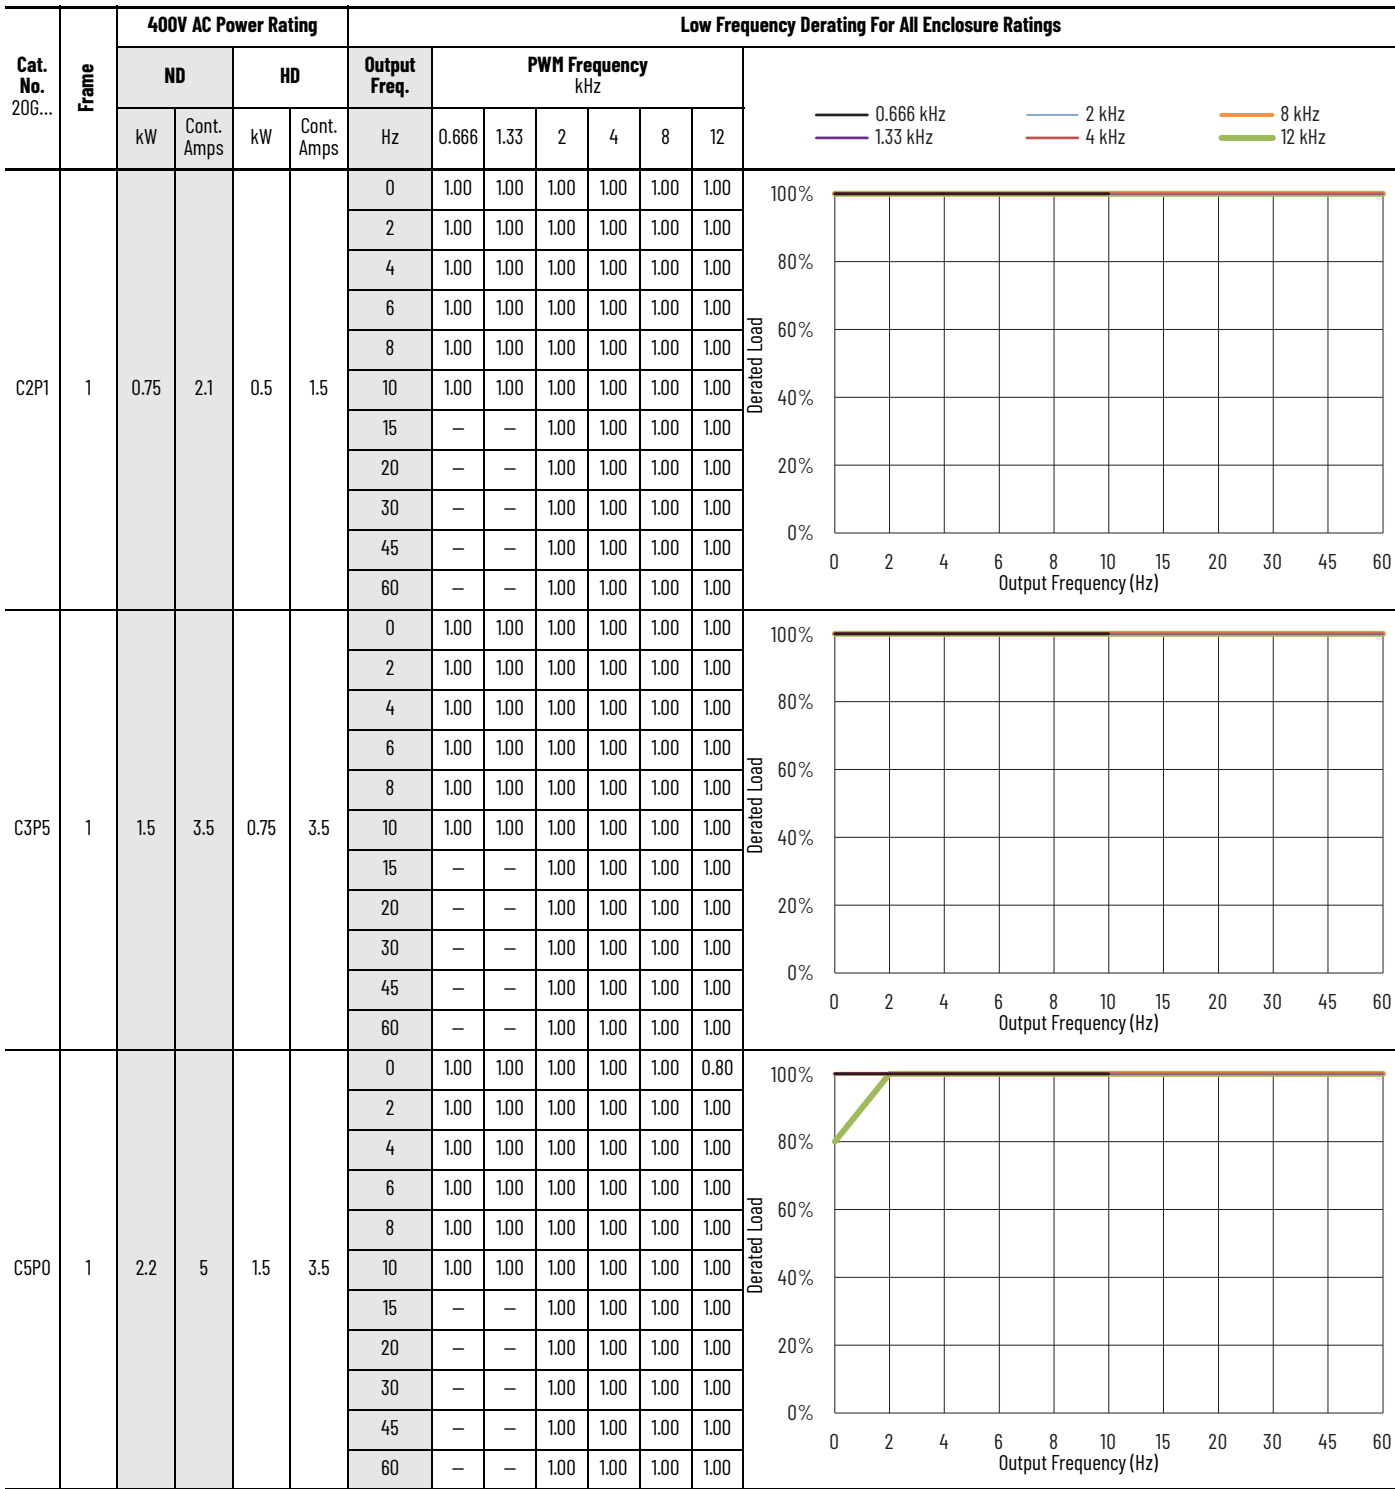 400V AC Power Rating Low Frequency Derating For All Enclosure Ratings
Cat. No. 20G... Frame ND HD Output Freq. PWM Frequency kHz
kW Cont. Amps kW Cont. Amps Hz 0.666 1.33 2 4 8 12
0.666 kHz 2 kHz 8 kHz
1.33 kHz 4 kHz 12 kHz
C2P1 1 0.75 2.1 0.5 1.5
0 1.00 1.00 1.00 1.00 1.00 1.00
2 1.00 1.00 1.00 1.00 1.00 1.00
4 1.00 1.00 1.00 1.00 1.00 1.00
6 1.00 1.00 1.00 1.00 1.00 1.00
8 1.00 1.00 1.00 1.00 1.00 1.00
10 1.00 1.00 1.00 1.00 1.00 1.00
15 – – 1.00 1.00 1.00 1.00
20 – – 1.00 1.00 1.00 1.00
30 – – 1.00 1.00 1.00 1.00
45 – – 1.00 1.00 1.00 1.00
60 – – 1.00 1.00 1.00 1.00
Derated Load
100%
80%
60%
40%
20%
0%
0 2 4 6 8 10 15 20 30 45 60
Output Frequency (Hz)
C3P5 1 1.5 3.5 0.75 3.5
0 1.00 1.00 1.00 1.00 1.00 1.00
2 1.00 1.00 1.00 1.00 1.00 1.00
4 1.00 1.00 1.00 1.00 1.00 1.00
6 1.00 1.00 1.00 1.00 1.00 1.00
8 1.00 1.00 1.00 1.00 1.00 1.00
10 1.00 1.00 1.00 1.00 1.00 1.00
15 – – 1.00 1.00 1.00 1.00
20 – – 1.00 1.00 1.00 1.00
30 – – 1.00 1.00 1.00 1.00
45 – – 1.00 1.00 1.00 1.00
60 – – 1.00 1.00 1.00 1.00
Derated Load
100%
80%
60%
40%
20%
0%
0 2 4 6 8 10 15 20 30 45 60
Output Frequency (Hz)
C5P0 1 2.2 5 1.5 3.5
0 1.00 1.00 1.00 1.00 1.00 0.80
2 1.00 1.00 1.00 1.00 1.00 1.00
4 1.00 1.00 1.00 1.00 1.00 1.00
6 1.00 1.00 1.00 1.00 1.00 1.00
8 1.00 1.00 1.00 1.00 1.00 1.00
10 1.00 1.00 1.00 1.00 1.00 1.00
15 – – 1.00 1.00 1.00 1.00
20 – – 1.00 1.00 1.00 1.00
30 – – 1.00 1.00 1.00 1.00
45 – – 1.00 1.00 1.00 1.00
60 – – 1.00 1.00 1.00 1.00
Derated Load
100%
80%
60%
40%
20%
0%
0 2 4 6 8 10 15 20 30 45 60
Output Frequency (Hz)